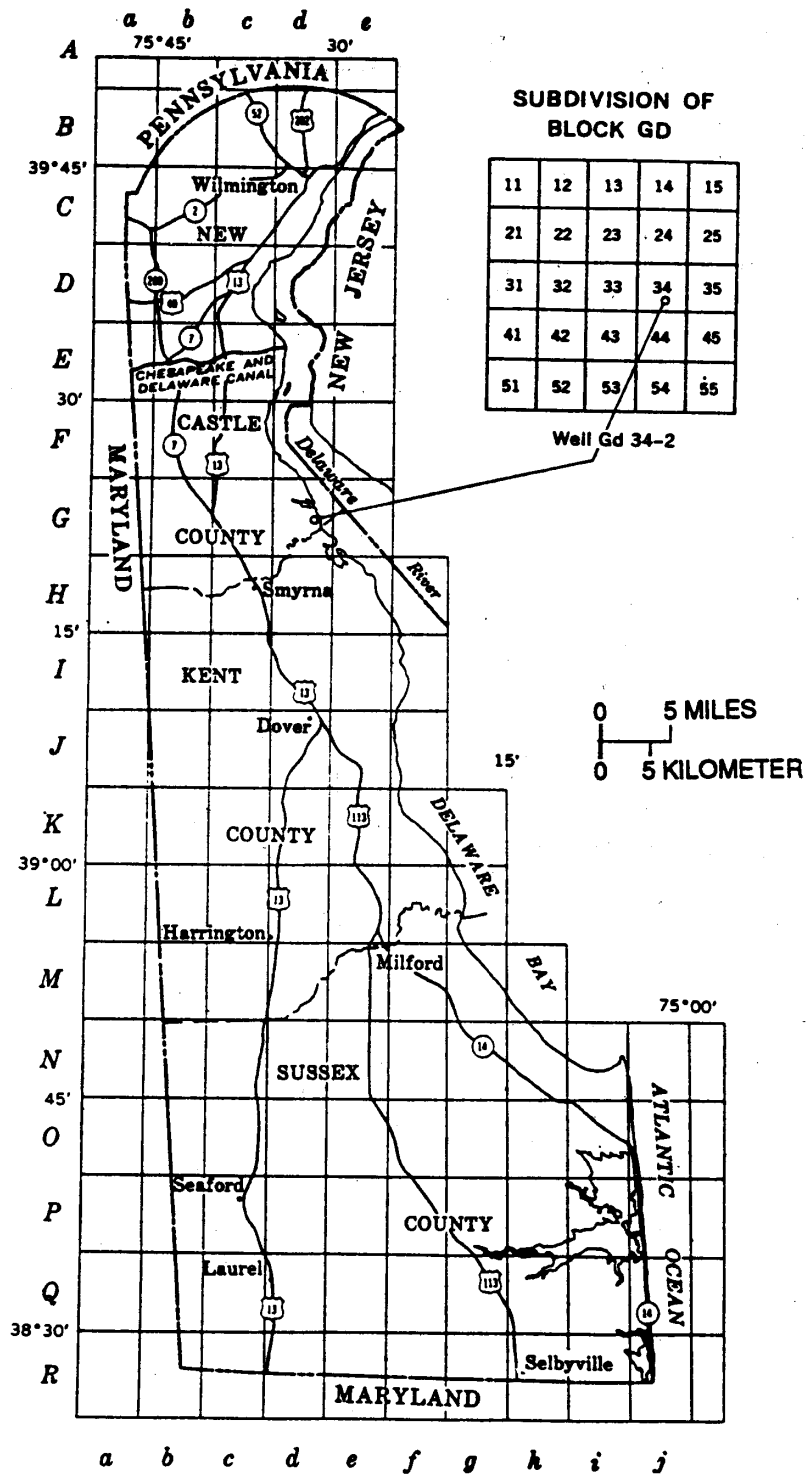 a b c d e
75°45' 30'
A
PENNSYLVANIA
52
202
B
39°45'
Wilmington
C
2
NEW
JERSEY
D
13
40
7
E
CHESAPEAKE AND
DELAWARE CANAL
NEW
30'
CASTLE
F
7
13
Delaware
MARYLAND
G
COUNTY
H
Smyrna
River
15'
I
KENT
13
Dover
J
15'
K
COUNTY
113
DELAWARE
39°00'
L
13
Harrington
Milford
M
BAY
75°00'
14
N
SUSSEX
45'
ATLANTIC
O
Seaford
P
COUNTY
Laurel
OCEAN
Q
113
13
14
38°30'
Selbyville
R
MARYLAND
a b c d e f g h i j
SUBDIVISION OF
BLOCK GD
11 12 13 14 15
21 22 23 24 25
31 32 33 34 35
41 42 43 44 45
51 52 53 54 55
Well Gd 34-2
0 5 MILES
0 5 KILOMETER